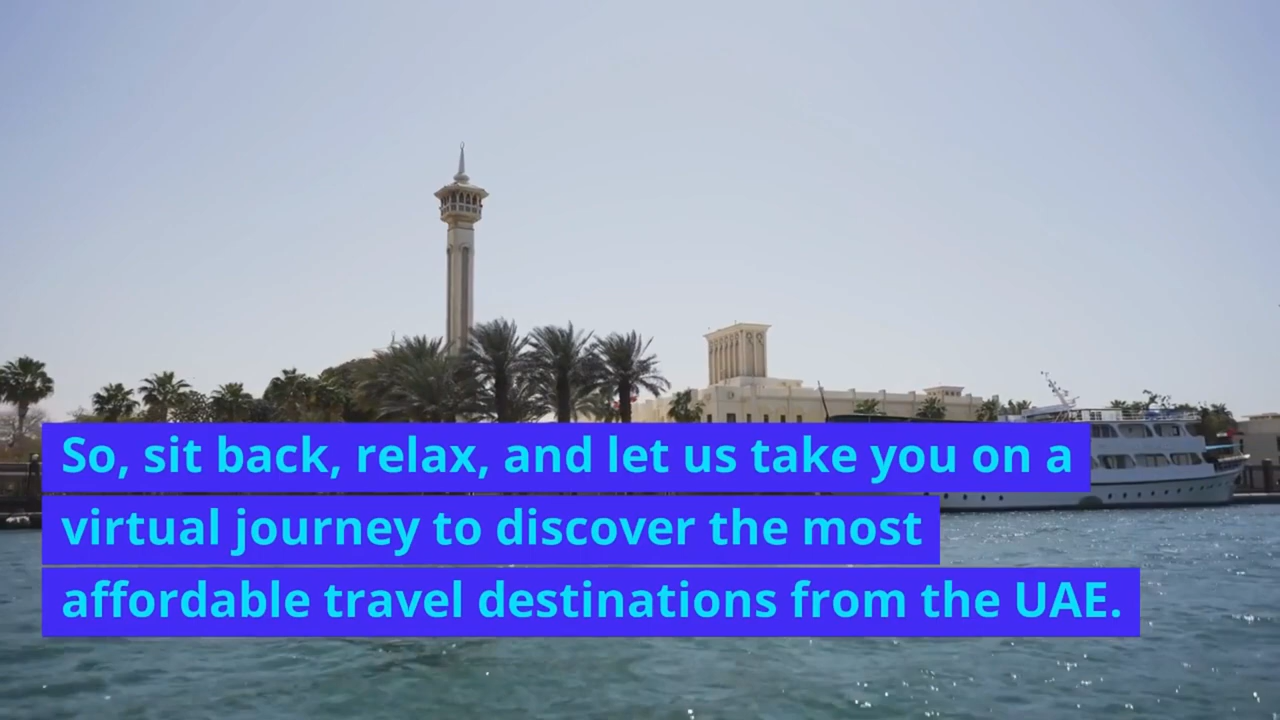 So, sit back, relax, and let us take you on a
virtual journey to discover the most
affordable travel destinations from the UAE.